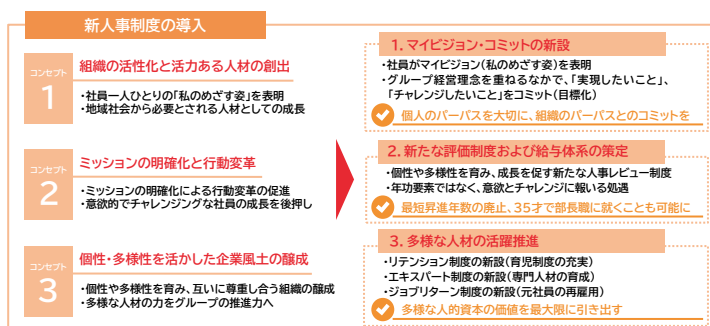 新人事制度の導入
コンセプト
1
組織の活性化と活力ある人材の創出
・社員一人ひとりの「私のめざす姿」を表明
・地域社会から必要とされる人材としての成長
コンセプト
2
ミッションの明確化と行動変革
・ミッションの明確化による行動変革の促進
・意欲的でチャレンジングな社員の成長を後押し
コンセプト
3
個性・多様性を活かした企業風土の醸成
・個性や多様性を育み、互いに尊重し合う組織の醸成
・多様な人材の力をグループの推進力へ
1. マイビジョン・コミットの新設
・社員がマイビジョン(私のめざす姿)を表明
・グループ経営理念を重ねるなかで、「実現したいこと」、
「チャレンジしたいこと」をコミット(目標化)
個人のパーパスを大切に、組織のパーパスとのコミットを
2. 新たな評価制度および給与体系の策定
・個性や多様性を育み、成長を促す新たな人事レビュー制度
・年功要素ではなく、意欲とチャレンジに報いる処遇
最短昇進年数の廃止、35才で部長職に就くことも可能に
3. 多様な人材の活躍推進
・リテンション制度の新設(育児制度の充実)
・エキスパート制度の新設(専門人材の育成)
・ジョブリターン制度の新設(元社員の再雇用)
多様な人的資本の価値を最大限に引き出す